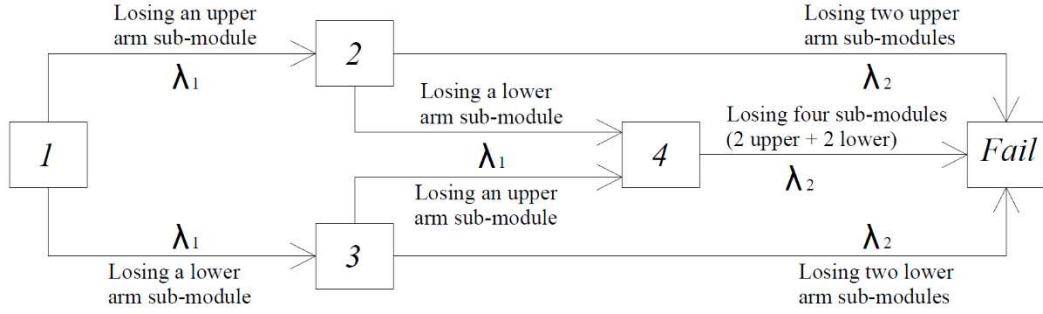 Losing an upper
arm sub-module
λ1
2
Losing two upper
arm sub-modules
λ2
Losing a lower
arm sub-module
λ1
1
4
Losing four sub-modules
(2 upper + 2 lower)
λ2
Fail
Losing an upper
arm sub-module
λ1
Losing a lower
arm sub-module
3
λ2
Losing two lower
arm sub-modules